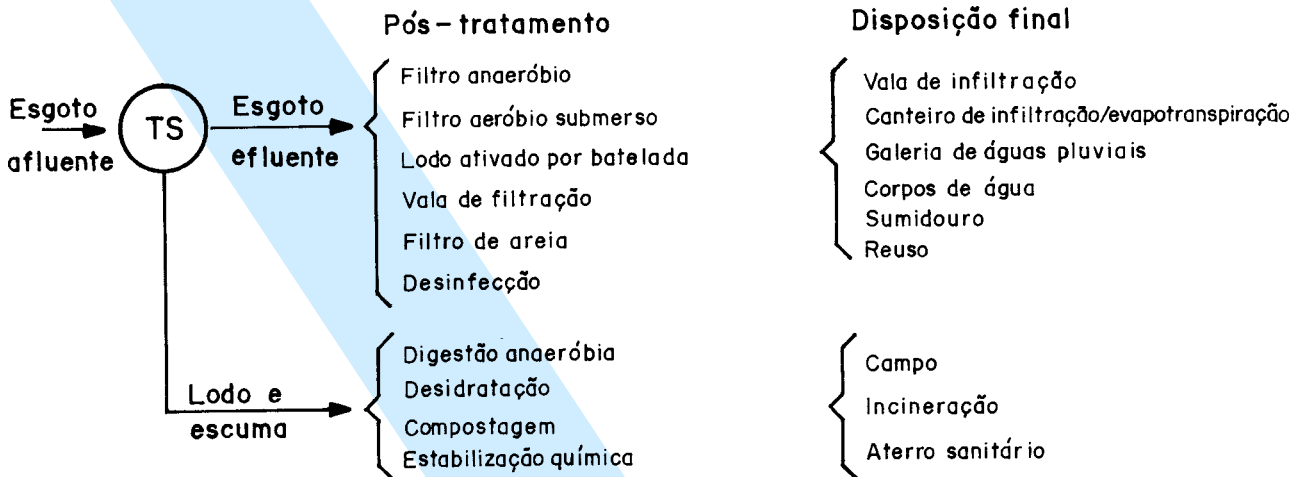 Pós-tratamento
Disposição final
Esgoto
afluente
TS
Esgoto
efluente
Filtro anaeróbio
Filtro aeróbio submerso
Lodo ativado por batelada
Vala de filtração
Filtro de areia
Desinfecção
Vala de infiltração
Canteiro de infiltração/evapotranspiração
Galeria de águas pluviais
Corpos de água
Sumidouro
Reuso
Lodo e
escuma
Digestão anaeróbia
Desidratação
Compostagem
Estabilização química
Campo
Incineração
Aterro sanitário